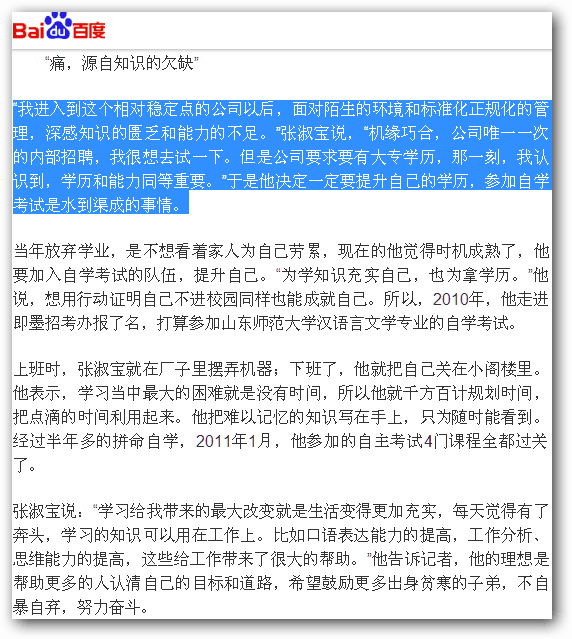 Bai du 百度
“痛，源自知识的欠缺”
“我进入到这个相对稳定点的公司以后，面对陌生的环境和标准化正规化的管
理，深感知识的匮乏和能力的不足。”张淑宝说，“机缘巧合，公司唯一一次
的内部招聘，我很想去试一下。但是公司要求要有大专学历，那一刻，我认
识到，学历和能力同等重要。”于是他决定一定要提升自己的学历，参加自学
考试是水到渠成的事情。
当年放弃学业，是不想看着家人为自己劳累，现在的他觉得时机成熟了，他
要加入自学考试的队伍，提升自己。“为学知识充实自己，也为拿学历。”他
说，想用行动证明自己不进校园同样也能成就自己。所以，2010年，他走进
即墨招考办报了名，打算参加山东师范大学汉语言文学专业的自学考试。
上班时，张淑宝就在厂子里摆弄机器；下班了，他就把自己关在小阁楼里。
他表示，学习当中最大的困难就是没有时间，所以他就千方百计规划时间，
把点滴的时间利用起来。他把难以记忆的知识写在手上，只为随时能看到。
经过半年多的拼命自学，2011年1月，他参加的自主考试4门课程全都过关
了。
张淑宝说：“学习给我带来的最大改变就是生活变得更加充实，每天觉得有了
奔头，学习的知识可以用在工作上。比如口语表达能力的提高，工作分析、
思维能力的提高，这些给工作带来了很大的帮助。”他告诉记者，他的理想是
帮助更多的人认清自己的目标和道路，希望鼓励更多出身贫寒的子弟，不自
暴自弃，努力奋斗。